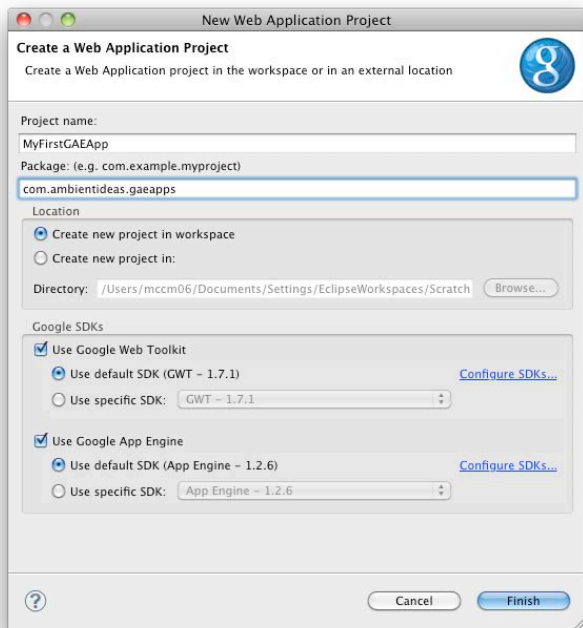 New Web Application Project
Create a Web Application Project
Create a Web Application project in the workspace or in an external location
g
Project name:
MyFirstGAEApp
Package: (e.g. com.example.myproject)
com.ambientideas.gaeapps
Location
Create new project in workspace
Create new project in:
Directory: /Users/mccm06/Documents/Settings/EclipseWorkspaces/Scratch Browse...
Google SDKs
Use Google Web Toolkit
Use default SDK (GWT - 1.7.1) Configure SDKs...
Use specific SDK: GWT - 1.7.1
Use Google App Engine
Use default SDK (App Engine - 1.2.6) Configure SDKs...
Use specific SDK: App Engine - 1.2.6
? Cancel Finish